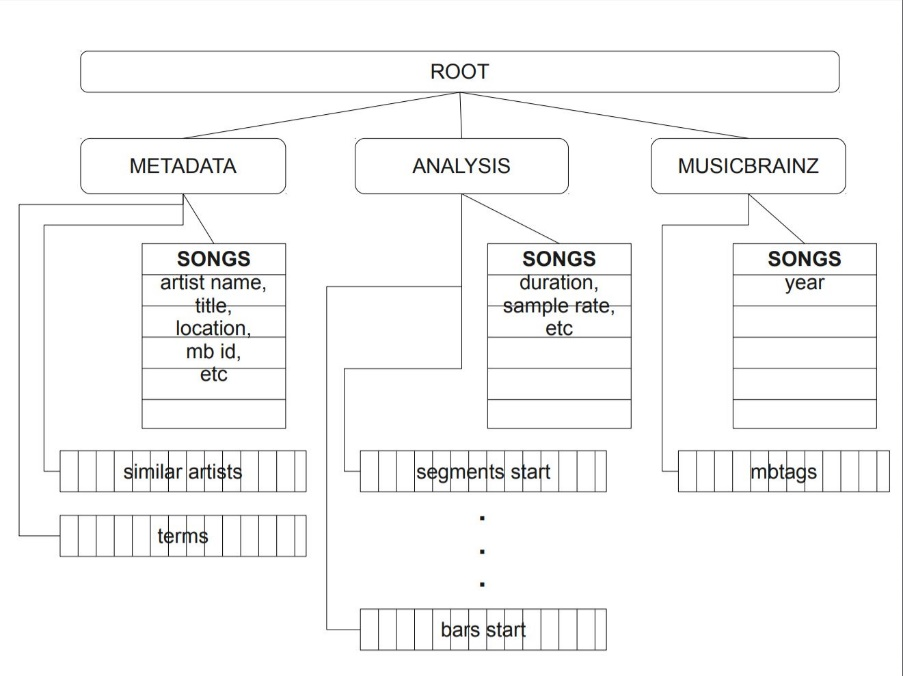 ROOT
METADATA
ANALYSIS
MUSICBRAINZ
SONGS
artist name,
title,
location,
mb id,
etc
SONGS
duration,
sample rate,
etc
SONGS
year
similar artists
segments start
mbtags
terms
bars start